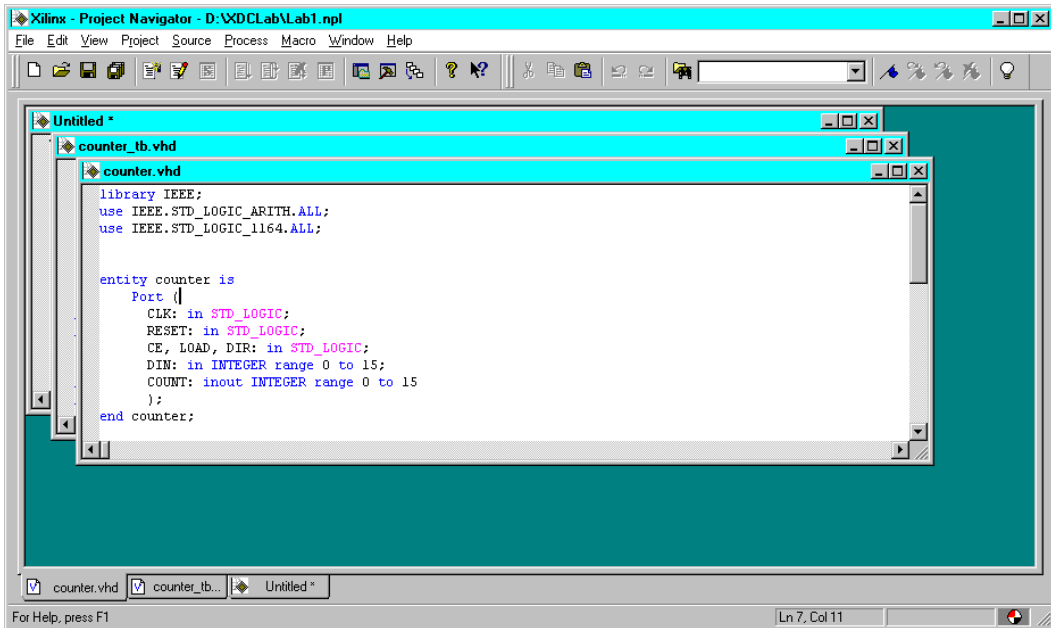 Xilinx - Project Navigator - D:\XDCLab\Lab1.npl
File Edit View Project Source Process Macro Window Help
Untitled *
counter_tb.vhd
counter.vhd
library IEEE;
use IEEE.STD_LOGIC_ARITH.ALL;
use IEEE.STD_LOGIC_1164.ALL;
entity counter is
Port (
CLK: in STD_LOGIC;
RESET: in STD_LOGIC;
CE, LOAD, DIR: in STD_LOGIC;
DIN: in INTEGER range 0 to 15;
COUNT: inout INTEGER range 0 to 15
);
end counter;
counter.vhd counter_tb... Untitled *
For Help, press F1 Ln 7, Col 11